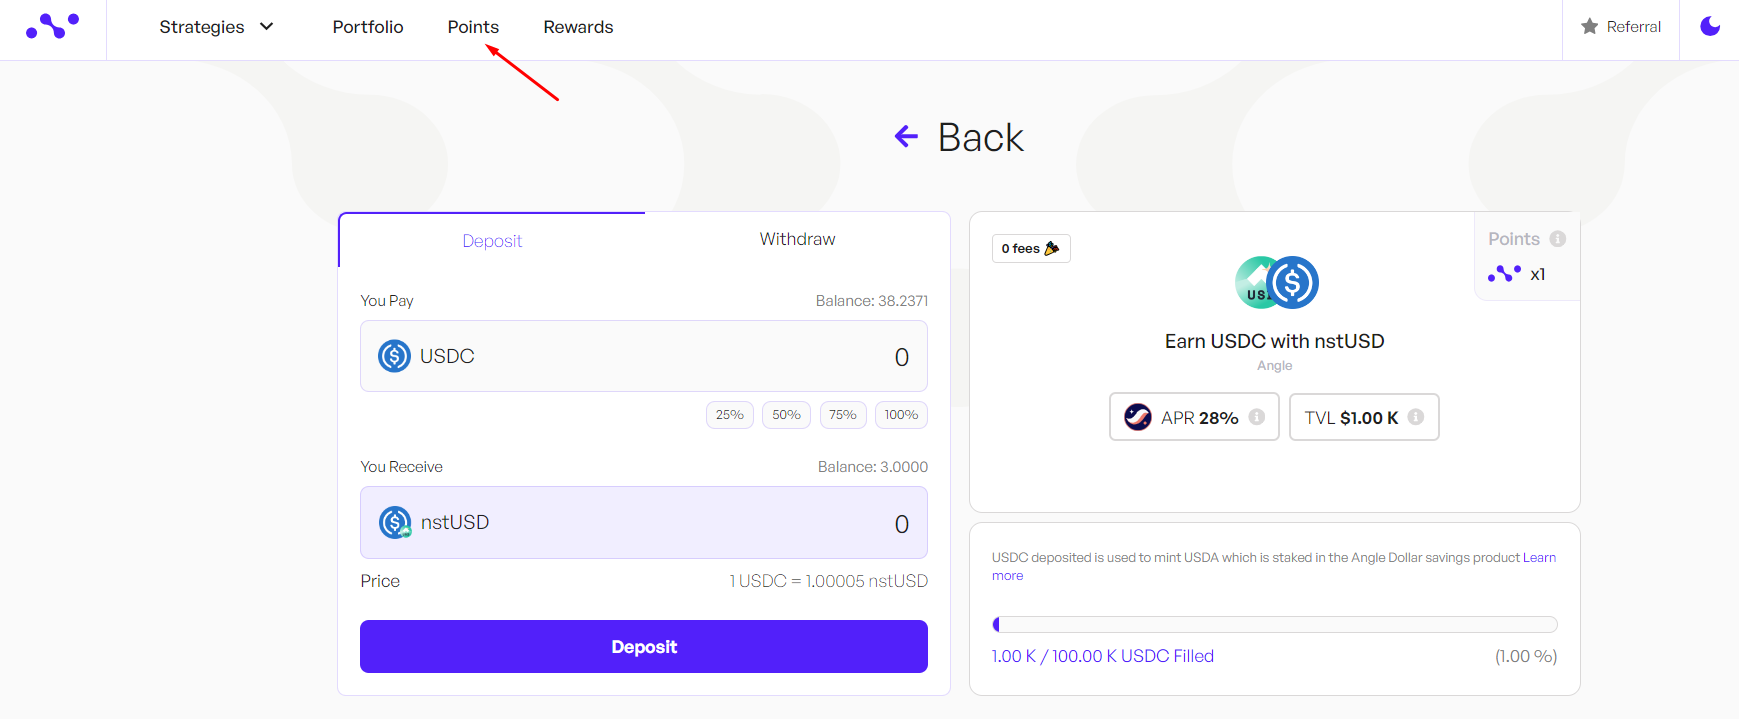 Strategies Portfolio Points Rewards Referral
Back
Deposit Withdraw
You Pay Balance: 38.2371
USDC 0
25% 50% 75% 100%
You Receive Balance: 3.0000
nstUSD 0
Price 1 USDC = 1.00005 nstUSD
Deposit
0 fees
Points
x1
Earn USDC with nstUSD
Angle
APR 28% TVL $1.00 K
USDC deposited is used to mint USDA which is staked in the Angle Dollar savings product Learn
more
1.00 K / 100.00 K USDC Filled (1.00 %)